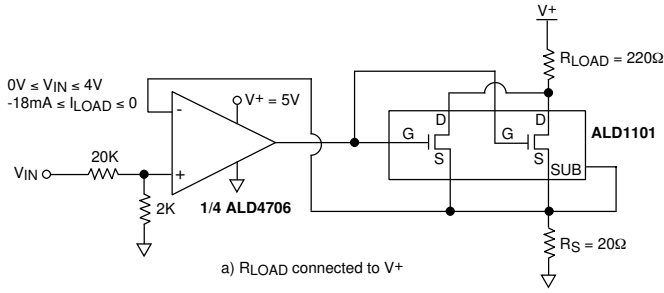 V+
RLOAD = 220Ω
0V ≤ VIN ≤ 4V
-18mA ≤ ILOAD ≤ 0
V+ = 5V
-
D
D
ALD1101
G
G
S
S
20K
VIN
+
SUB
2K
1/4 ALD4706
RS = 20Ω
a) RLOAD connected to V+